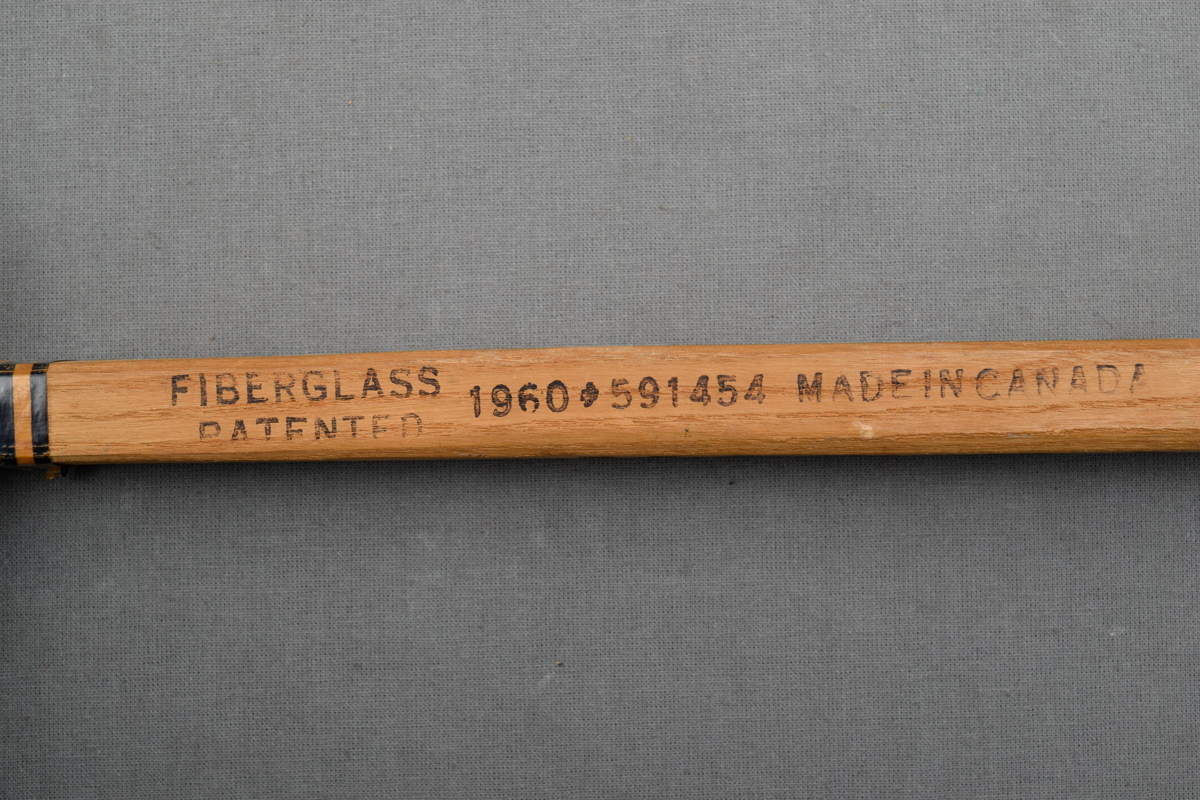 FIBERGLASS 1960 591454 MADE IN CANADA
PATENTED